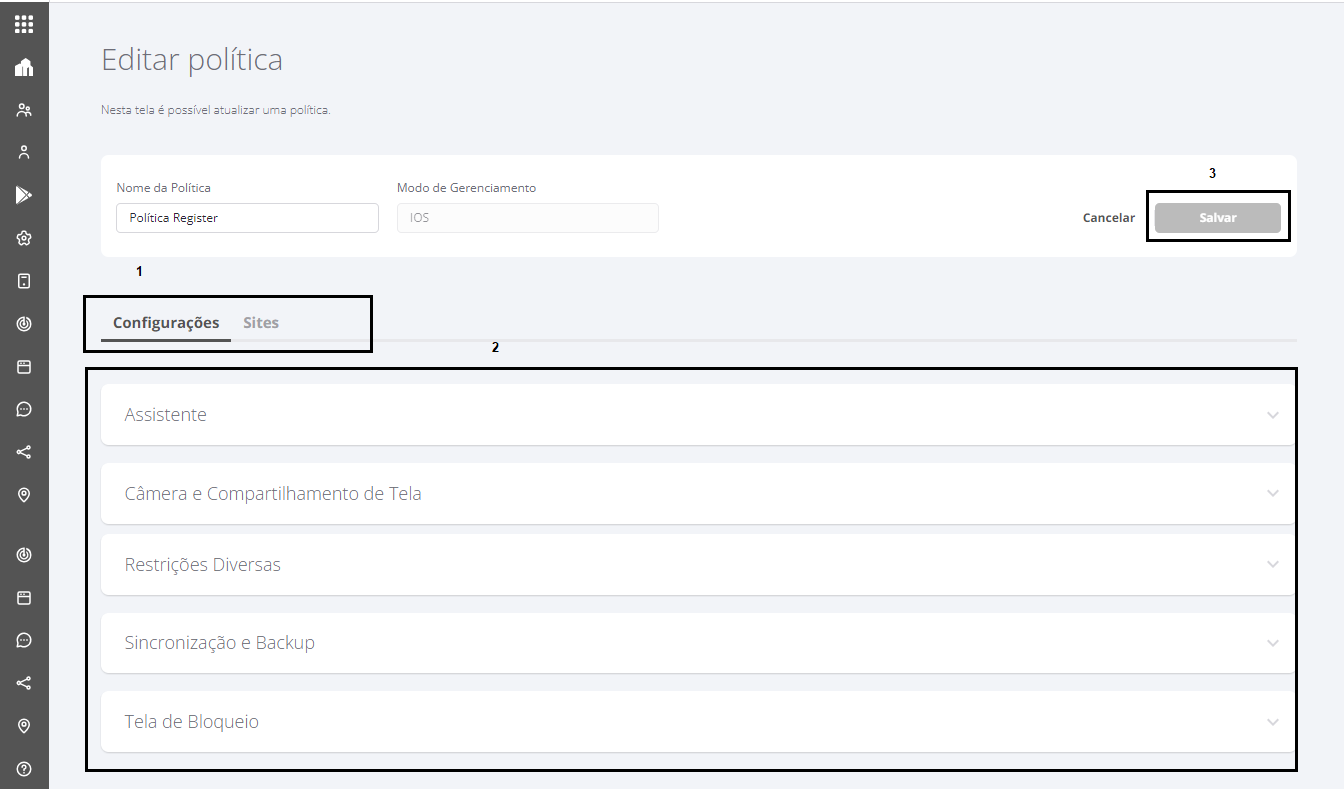 Editar política
Nesta tela é possível atualizar uma política.
3
Nome da Política
Modo de Gerenciamento
Política Register
IOS
Cancelar
Salvar
1
Configurações
Sites
2
Assistente
Câmera e Compartilhamento de Tela
Restrições Diversas
Sincronização e Backup
Tela de Bloqueio